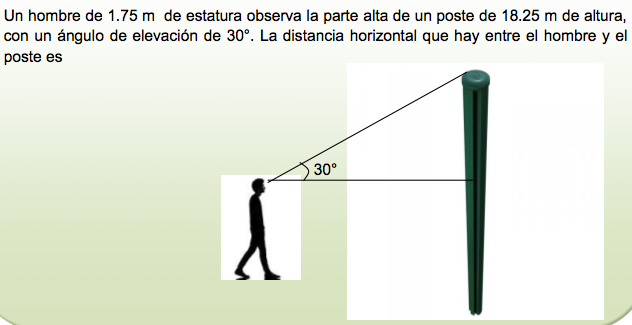 Un hombre de 1.75 m de estatura observa la parte alta de un poste de 18.25 m de altura,
con un ángulo de elevación de 30°. La distancia horizontal que hay entre el hombre y el
poste es
30°